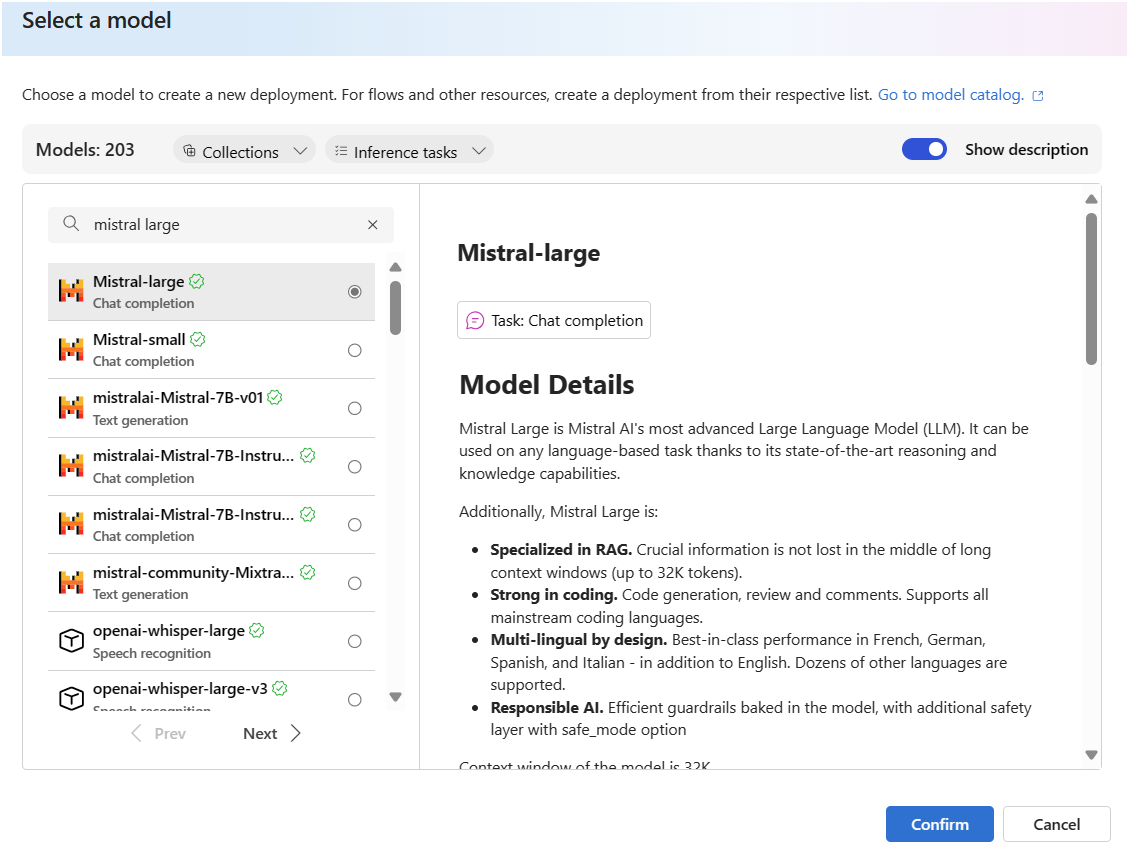 Select a model
Choose a model to create a new deployment. For flows and other resources, create a deployment from their respective list. Go to model catalog.
Models: 203
Collections
Inference tasks
Show description
mistral large
Mistral-large
Chat completion
Mistral-small
Chat completion
mistralai-Mistral-7B-v01
Text generation
mistralai-Mistral-7B-Instru...
Chat completion
mistralai-Mistral-7B-Instru...
Chat completion
mistral-community-Mixtra...
Text generation
openai-whisper-large
Speech recognition
openai-whisper-large-v3
Speech recognition
Prev
Next
Mistral-large
Task: Chat completion
Model Details
Mistral Large is Mistral AI's most advanced Large Language Model (LLM). It can be
used on any language-based task thanks to its state-of-the-art reasoning and
knowledge capabilities.
Additionally, Mistral Large is:
• Specialized in RAG. Crucial information is not lost in the middle of long
context windows (up to 32K tokens).
• Strong in coding. Code generation, review and comments. Supports all
mainstream coding languages.
• Multi-lingual by design. Best-in-class performance in French, German,
Spanish, and Italian - in addition to English. Dozens of other languages are
supported.
• Responsible AI. Efficient guardrails baked in the model, with additional safety
layer with safe_mode option
Context window of the model is 32K
Confirm
Cancel